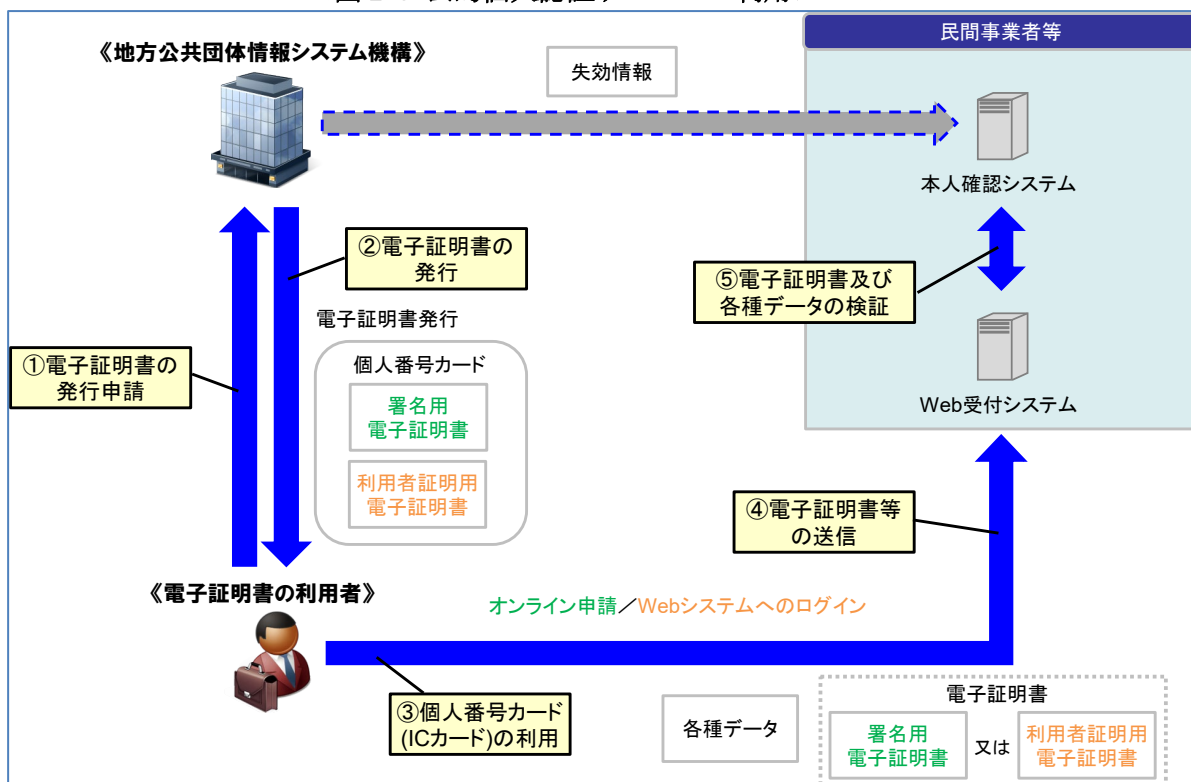 民間事業者等
《地方公共団体情報システム機構》
失効情報
本人確認システム
②電子証明書の
発行
⑤電子証明書及び
各種データの検証
電子証明書発行
①電子証明書の
発行申請
個人番号カード
署名用
電子証明書
利用者証明用
電子証明書
Web受付システム
④電子証明書等
の送信
《電子証明書の利用者》
オンライン申請／Webシステムへのログイン
③個人番号カード
(ICカード)の利用
各種データ
電子証明書
署名用
電子証明書
又は
利用者証明用
電子証明書